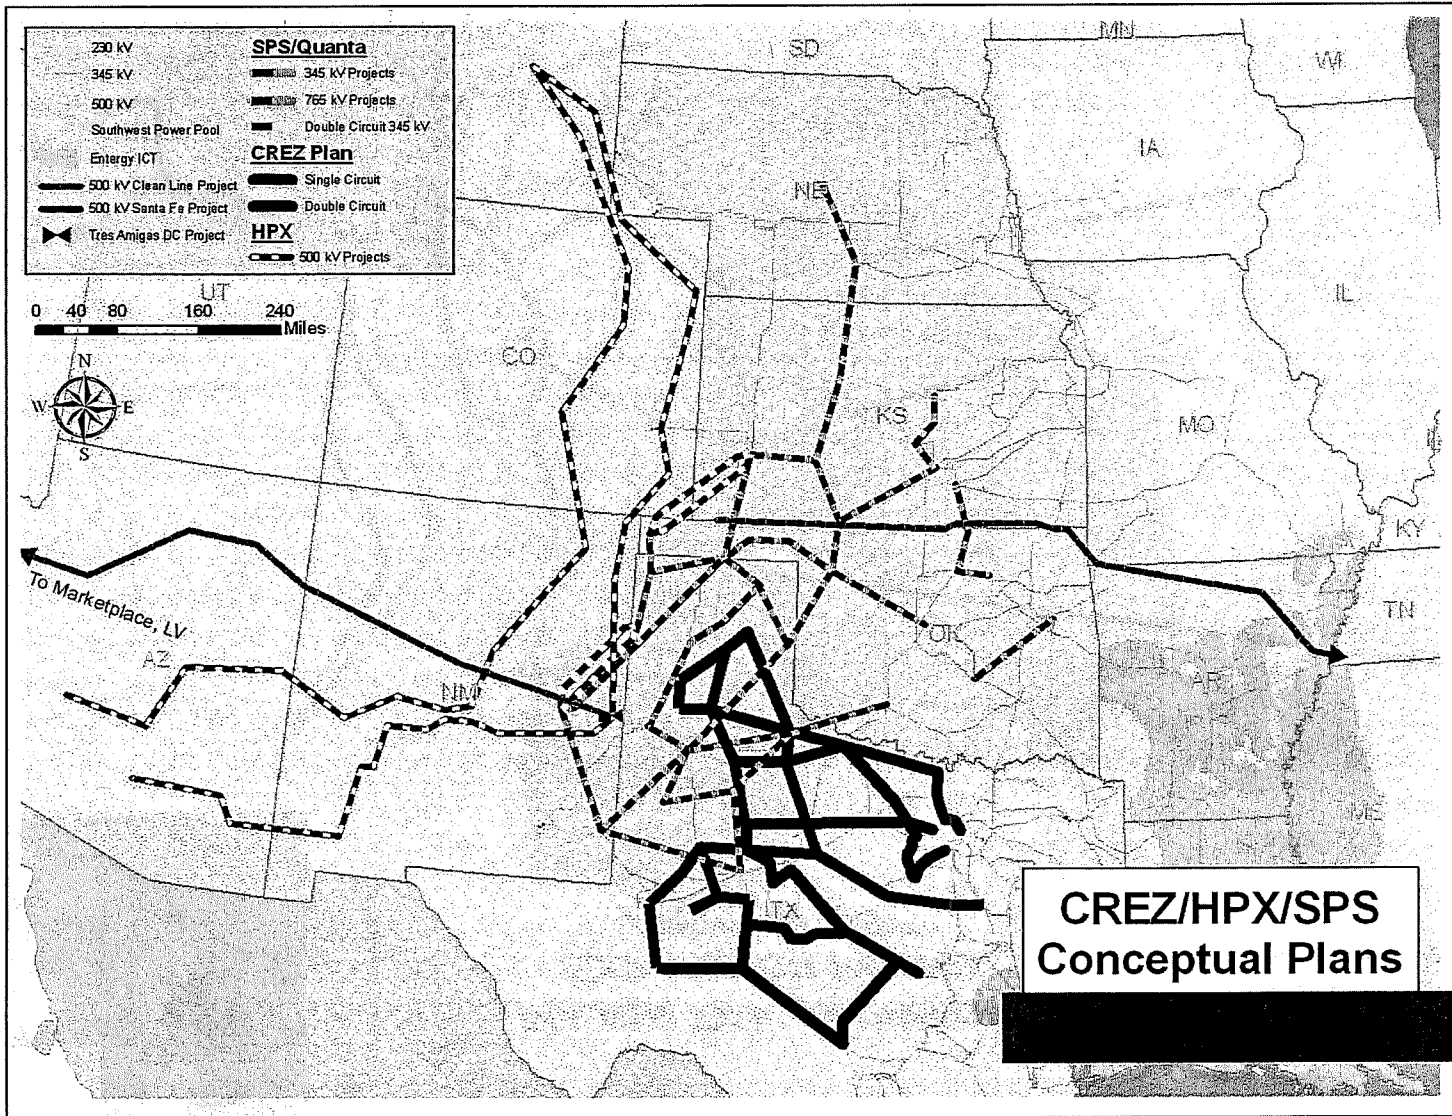 230 kV
345 kV
500 kV
Southwest Power Pool
Entergy ICT
500 kV Clean Line Project
500 kV Santa Fe Project
Tres Amigas DC Project
SPS/Quanta
345 kV Projects
765 kV Projects
Double Circuit 345 kV
CREZ Plan
Single Circuit
Double Circuit
HPX
500 kV Projects
SD
MN
WI
IA
NE
UT
IL
0 40 80 160 240
Miles
CO
N
W E
S
KS
MO
KY
To Marketplace, LV
TN
AZ
OK
NM
AR
TX
CREZ/HPX/SPS
Conceptual Plans